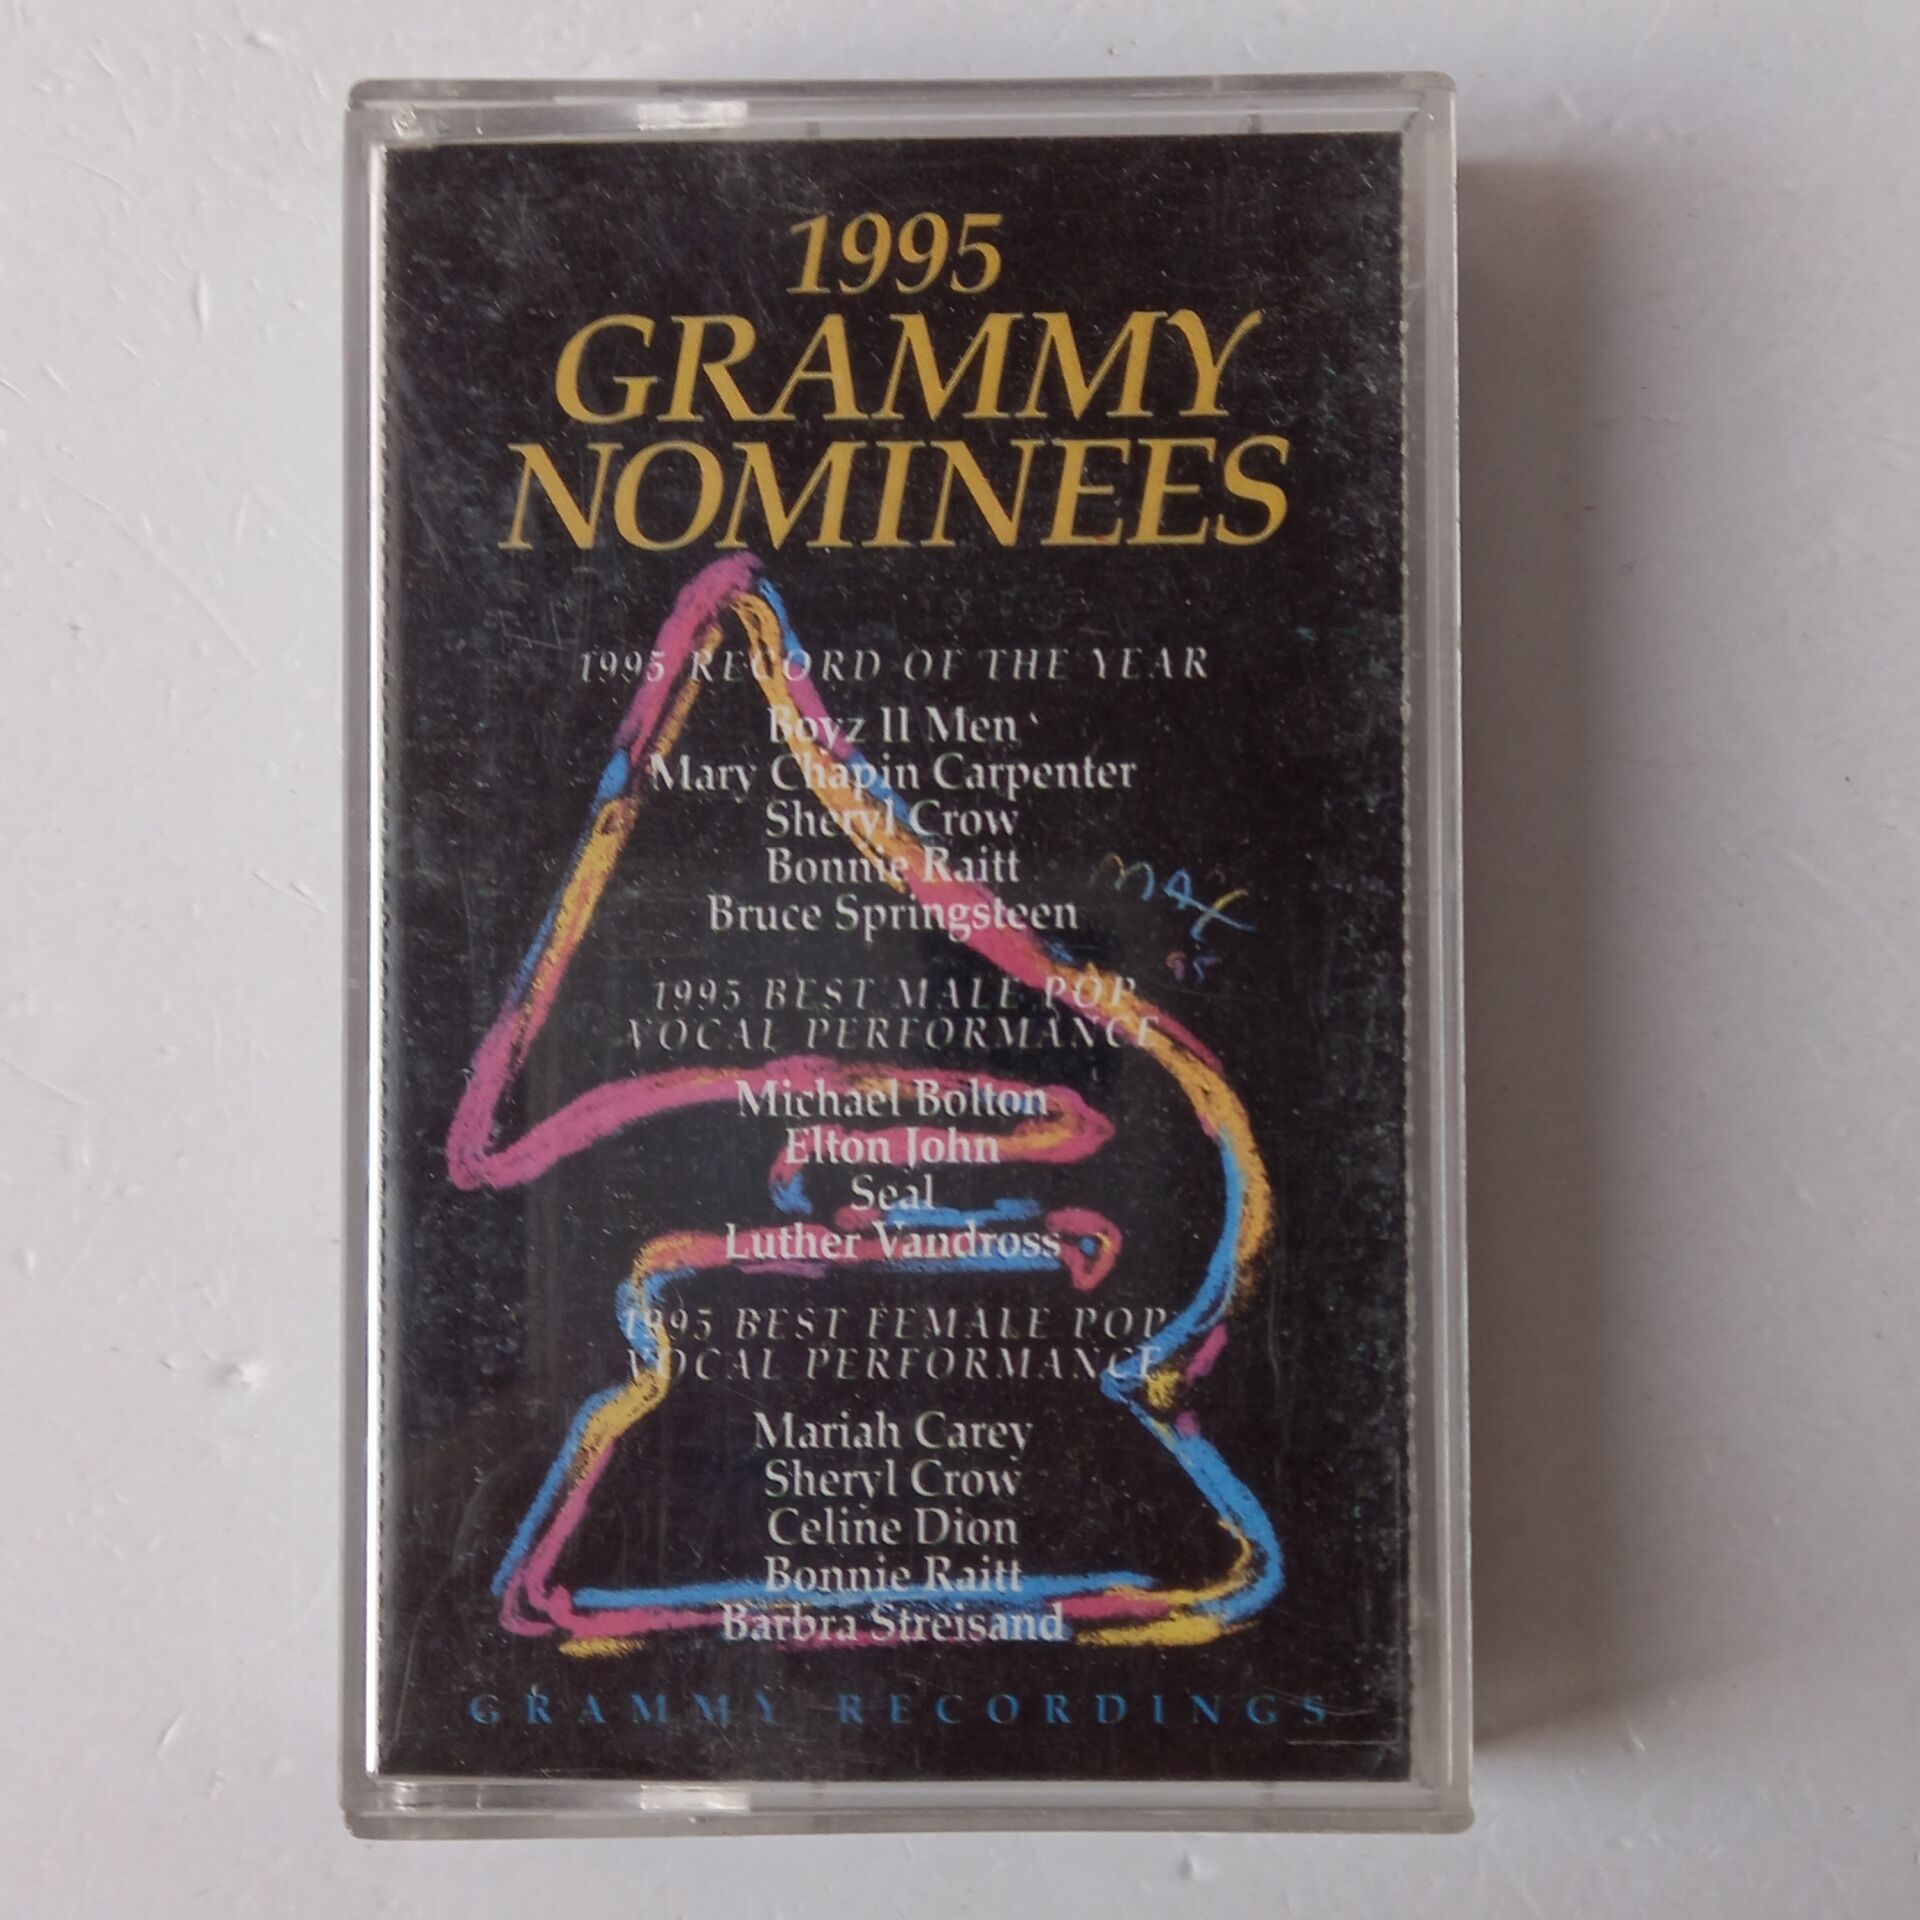 1995
GRAMMY
NOMINEES
1995 RECORD OF THE YEAR
Boyz II Men
Mary Chapin Carpenter
Sheryl Crow
Bonnie Raitt
Bruce Springsteen
MAX
95
1995 BEST MALE POP
VOCAL PERFORMANCE
Michael Bolton
Elton John
Seal
Luther Vandross
1995 BEST FEMALE POP
VOCAL PERFORMANCE
Mariah Carey
Sheryl Crow
Celine Dion
Bonnie Raitt
Barbra Streisand
GRAMMY RECORDINGS